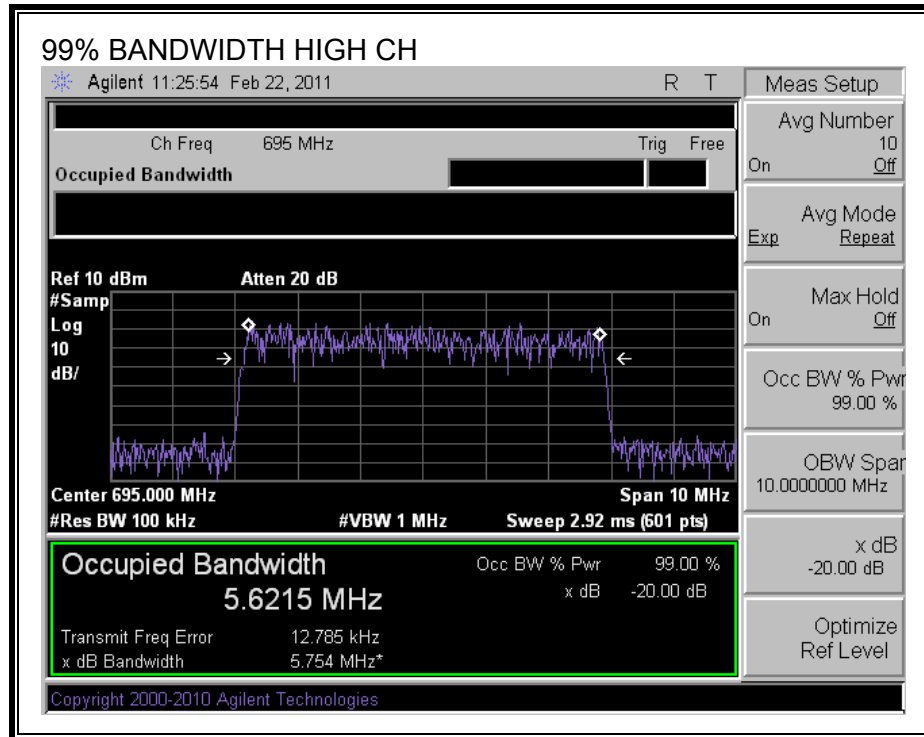 99% BANDWIDTH HIGH CH
Agilent 11:25:54 Feb 22, 2011 R T
Ch Freq 695 MHz Trig Free
Occupied Bandwidth
Ref 10 dBm Atten 20 dB
#Samp
Log
10
dB/
Center 695.000 MHz Span 10 MHz
#Res BW 100 kHz #VBW 1 MHz Sweep 2.92 ms (601 pts)
Occupied Bandwidth
5.6215 MHz
Occ BW % Pwr 99.00 %
x dB -20.00 dB
Transmit Freq Error 12.785 kHz
x dB Bandwidth 5.754 MHz*
Copyright 2000-2010 Agilent Technologies
Meas Setup
Avg Number
10
On Off
Avg Mode
Exp Repeat
Max Hold
On Off
Occ BW % Pwr
99.00 %
OBW Span
10.0000000 MHz
x dB
-20.00 dB
Optimize
Ref Level